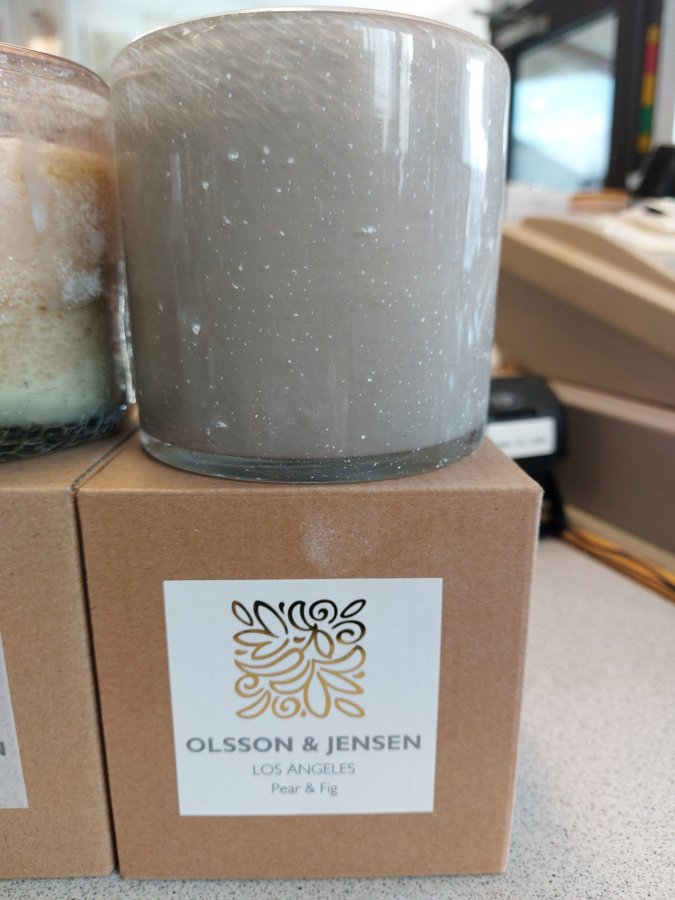 OLSSON & JENSEN
LOS ANGELES
Pear & Fig